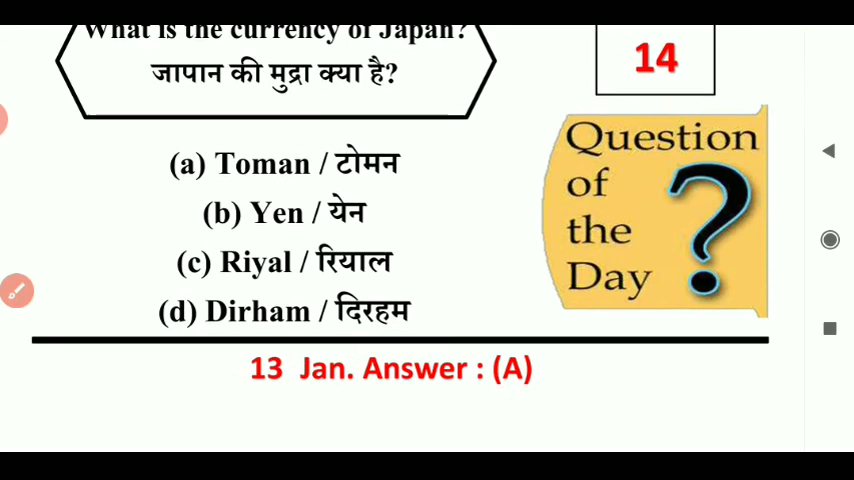 What is the currency of Japan?
जापान की मुद्रा क्या है?
14
(a) Toman / टोमन
(b) Yen / येन
(c) Riyal / रियाल
(d) Dirham / दिरहम
Question
of
the
Day
?
13 Jan. Answer : (A)